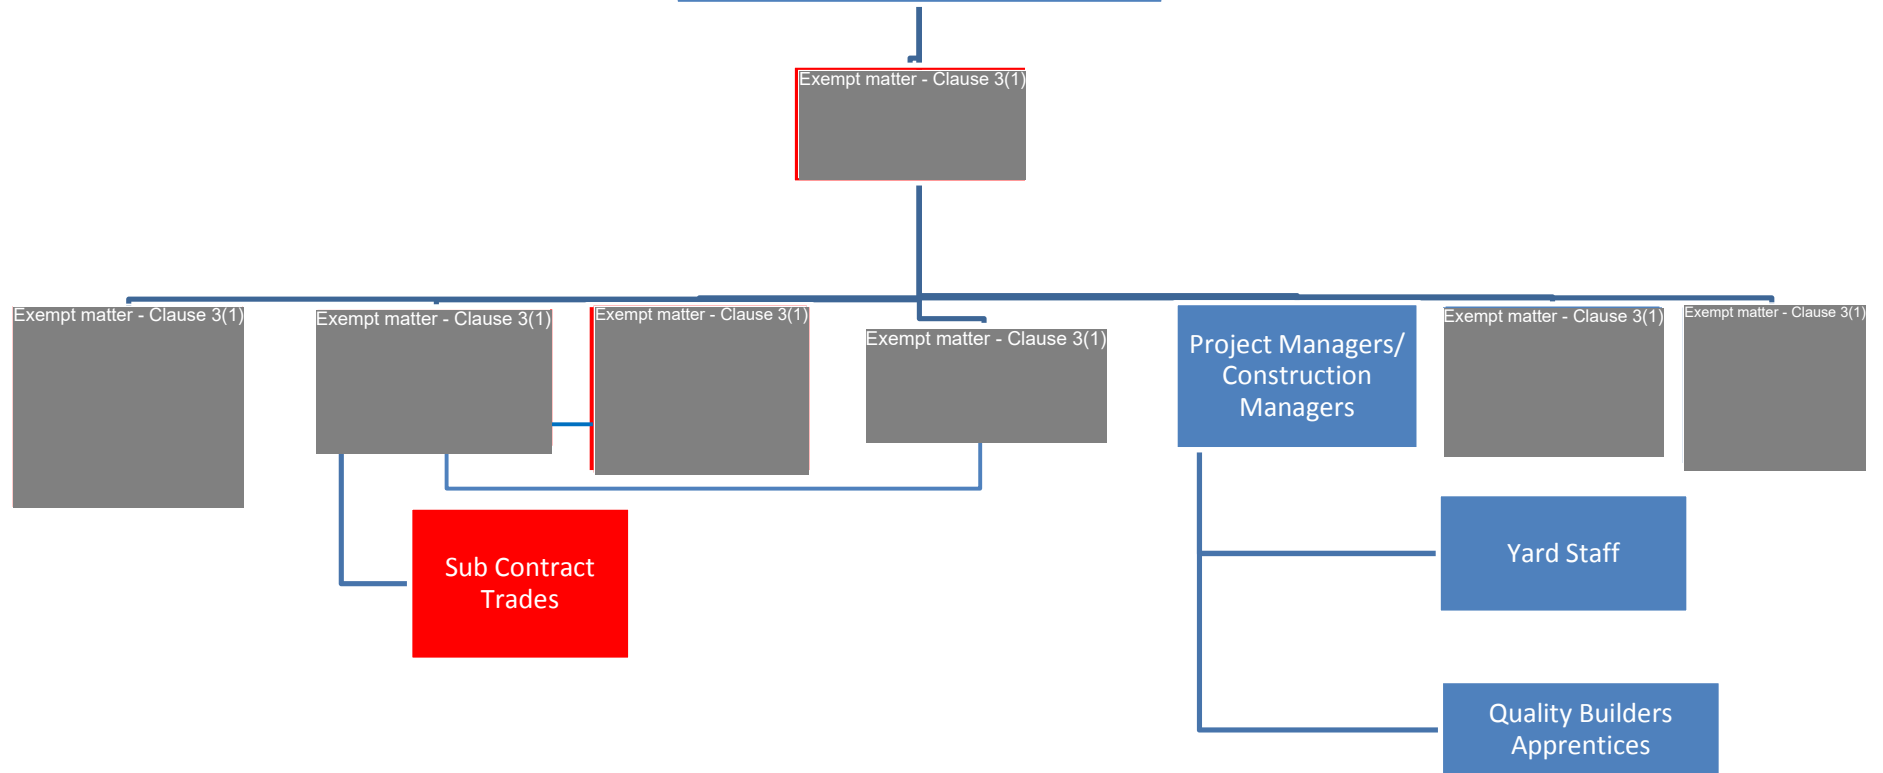 Exempt matter - Clause 3(1)
Exempt matter - Clause 3(1)
Exempt matter - Clause 3(1)
Exempt matter - Clause 3(1)
Exempt matter - Clause 3(1)
Project Managers/
Construction
Managers
Exempt matter - Clause 3(1)
Exempt matter - Clause 3(1)
Sub Contract
Trades
Yard Staff
Quality Builders
Apprentices